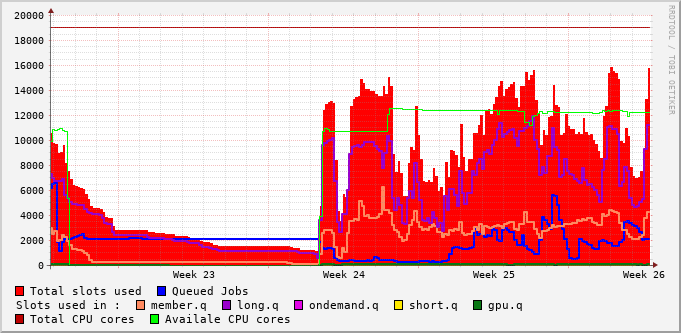 20000
18000
16000
14000
12000
10000
8000
6000
4000
2000
0
Week 23 Week 24 Week 25 Week 26
RRDTOOL / TOBI OETIKER
Total slots used Queued Jobs
Slots used in : member.q long.q ondemand.q short.q gpu.q
Total CPU cores Availale CPU cores